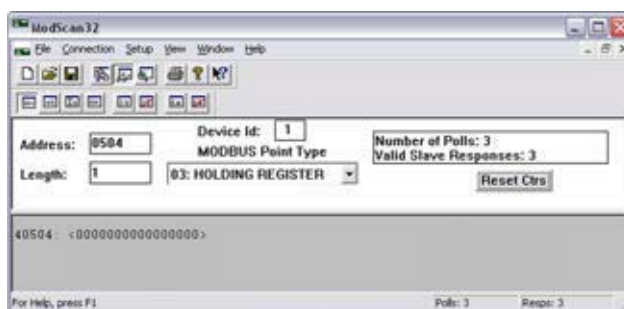 ModScan32
File Connection Setup View Window Help
Device Id: 1
Address: 0504
MODBUS Point Type
Number of Polls: 3
Valid Slave Responses: 3
Length: 1
03: HOLDING REGISTER
Reset Ctrs
40504: <0000000000000000>
For Help, press F1
Polls: 3
Resps: 3